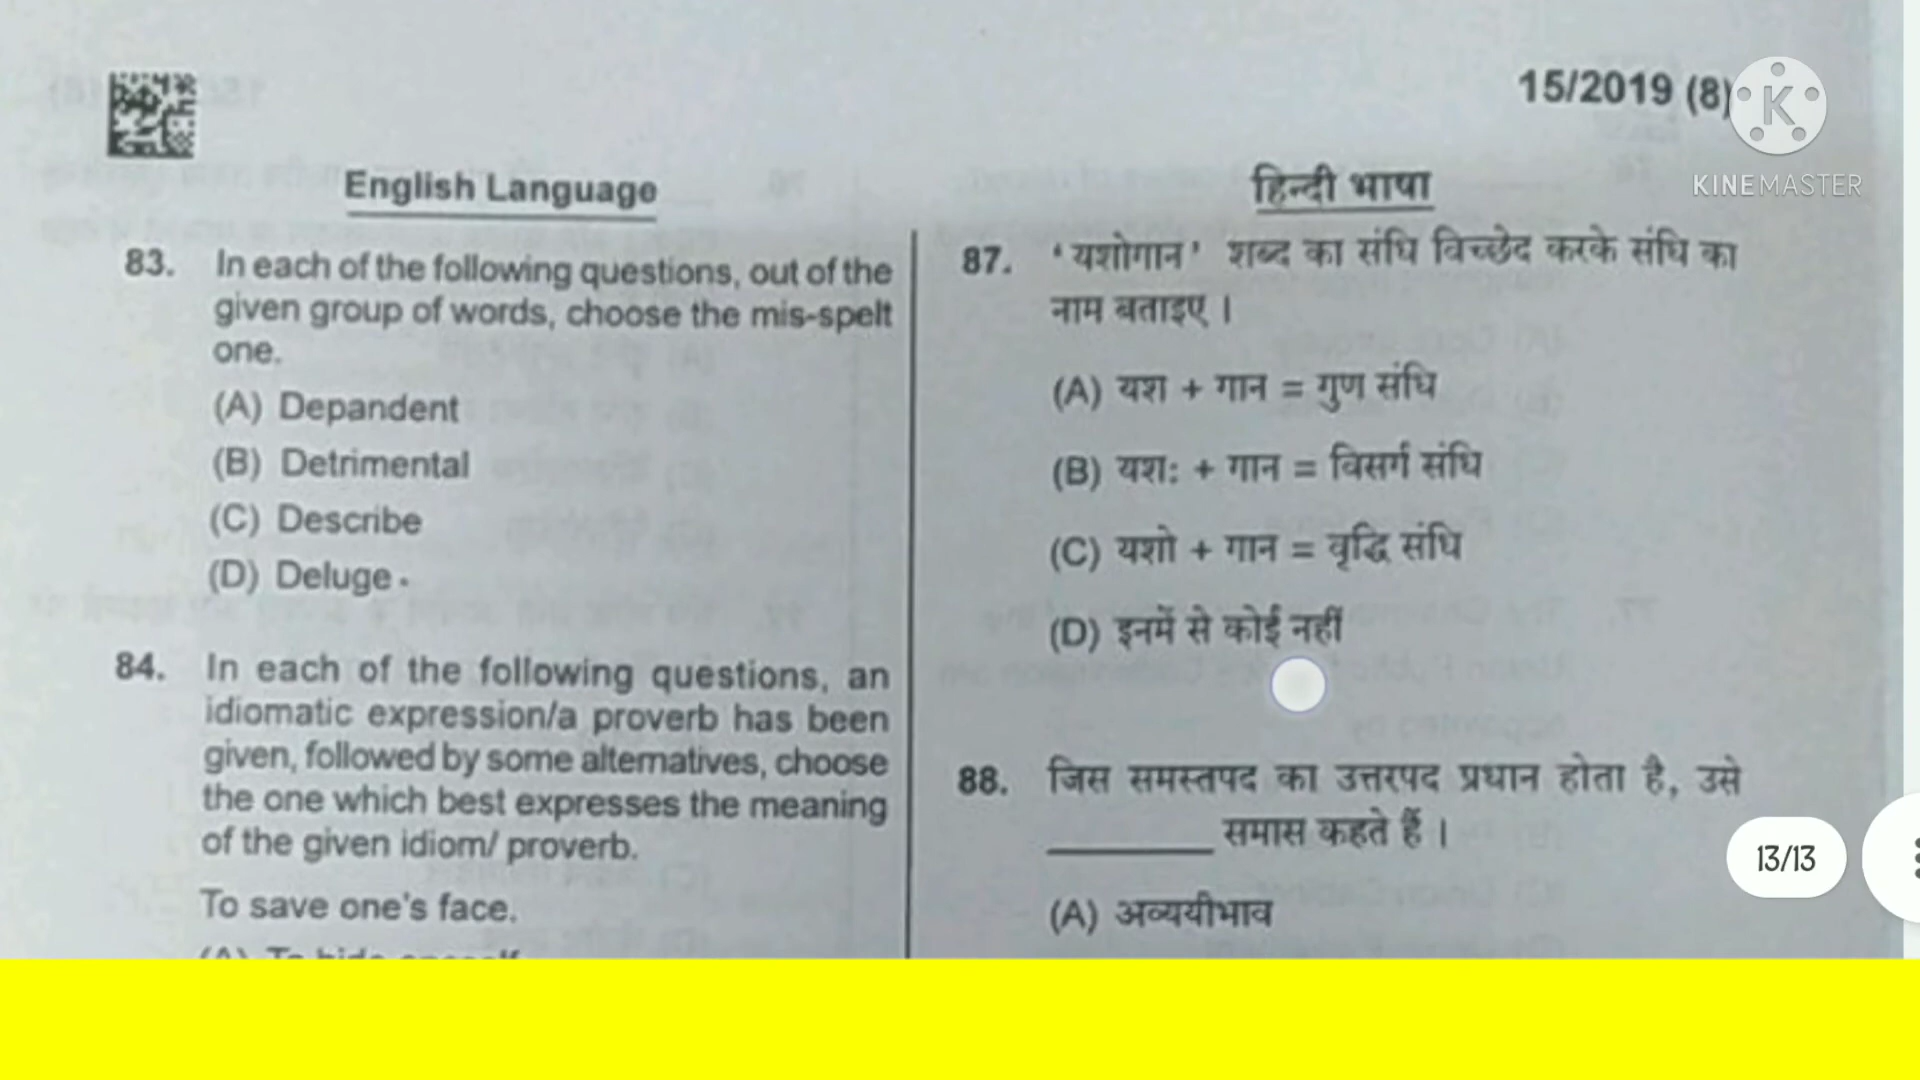 15/2019 (8)
KINEMASTER
English Language
83. In each of the following questions, out of the
given group of words, choose the mis-spelt
one.
(A) Depandent
(B) Detrimental
(C) Describe
(D) Deluge
84. In each of the following questions, an
idiomatic expression/a proverb has been
given, followed by some alternatives, choose
the one which best expresses the meaning
of the given idiom/ proverb.
To save one's face.
हिन्दी भाषा
87. 'यशोगान' शब्द का संधि विच्छेद करके संधि का
नाम बताइए।
(A) यश + गान = गुण संधि
(B) यशः + गान = विसर्ग संधि
(C) यशो + गान = वृद्धि संधि
(D) इनमें से कोई नहीं
88. जिस समस्तपद का उत्तरपद प्रधान होता है, उसे
________ समास कहते हैं।
(A) अव्ययीभाव
13/13